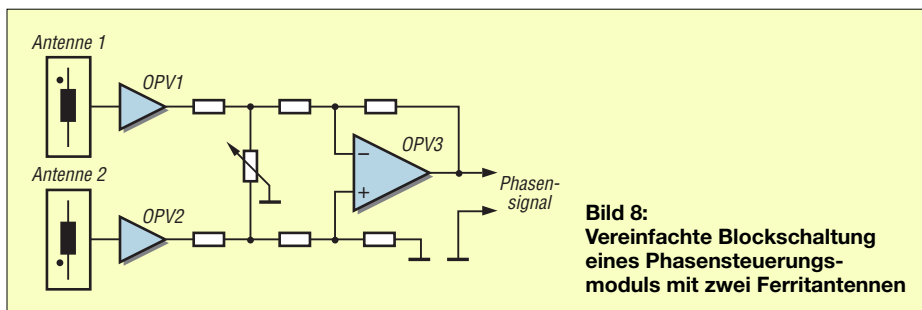 Antenne 1
OPV1
OPV3
−
+
Antenne 2
OPV2
Phasen-
signal
Bild 8:
Vereinfachte Blockschaltung
eines Phasensteuerungs-
moduls mit zwei Ferritantennen